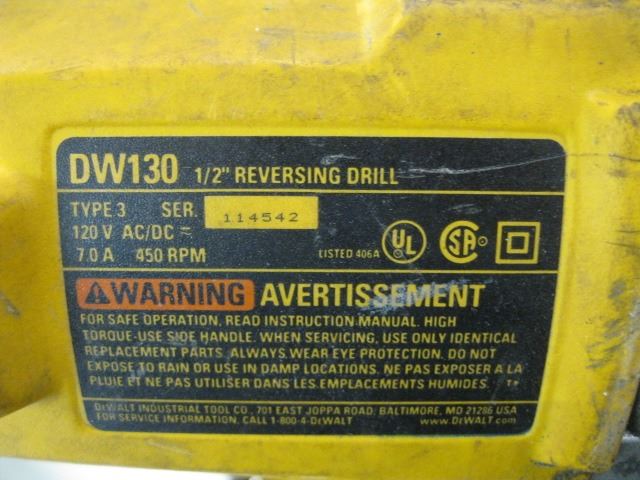 DW130 1/2" REVERSING DRILL
TYPE 3 SER. 114542
120 V AC/DC
7.0 A 450 RPM LISTED 406A UL SA
WARNING AVERTISSEMENT
FOR SAFE OPERATION, READ INSTRUCTION MANUAL. HIGH
TORQUE-USE SIDE HANDLE. WHEN SERVICING, USE ONLY IDENTICAL
REPLACEMENT PARTS. ALWAYS WEAR EYE PROTECTION. DO NOT
EXPOSE TO RAIN OR USE IN DAMP LOCATIONS. NE PAS EXPOSER A LA
PLUIE ET NE PAS UTILISER DANS LES EMPLACEMENTS HUMIDES.
DEWALT INDUSTRIAL TOOL CO., 701 EAST JOPPA ROAD, BALTIMORE, MD 21286 USA
FOR SERVICE INFORMATION, CALL 1-800-4-DEWALT www.DEWALT.com